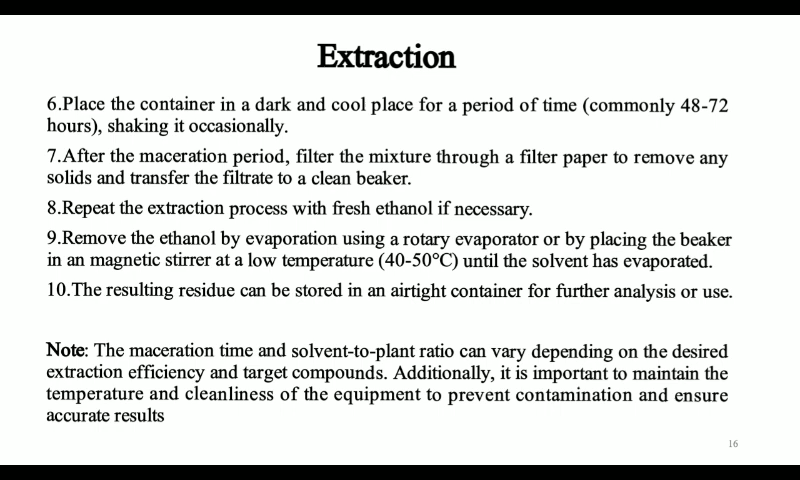 Extraction
6.Place the container in a dark and cool place for a period of time (commonly 48-72
hours), shaking it occasionally.
7.After the maceration period, filter the mixture through a filter paper to remove any
solids and transfer the filtrate to a clean beaker.
8.Repeat the extraction process with fresh ethanol if necessary.
9.Remove the ethanol by evaporation using a rotary evaporator or by placing the beaker
in an magnetic stirrer at a low temperature (40-50°C) until the solvent has evaporated.
10.The resulting residue can be stored in an airtight container for further analysis or use.
Note: The maceration time and solvent-to-plant ratio can vary depending on the desired
extraction efficiency and target compounds. Additionally, it is important to maintain the
temperature and cleanliness of the equipment to prevent contamination and ensure
accurate results
16